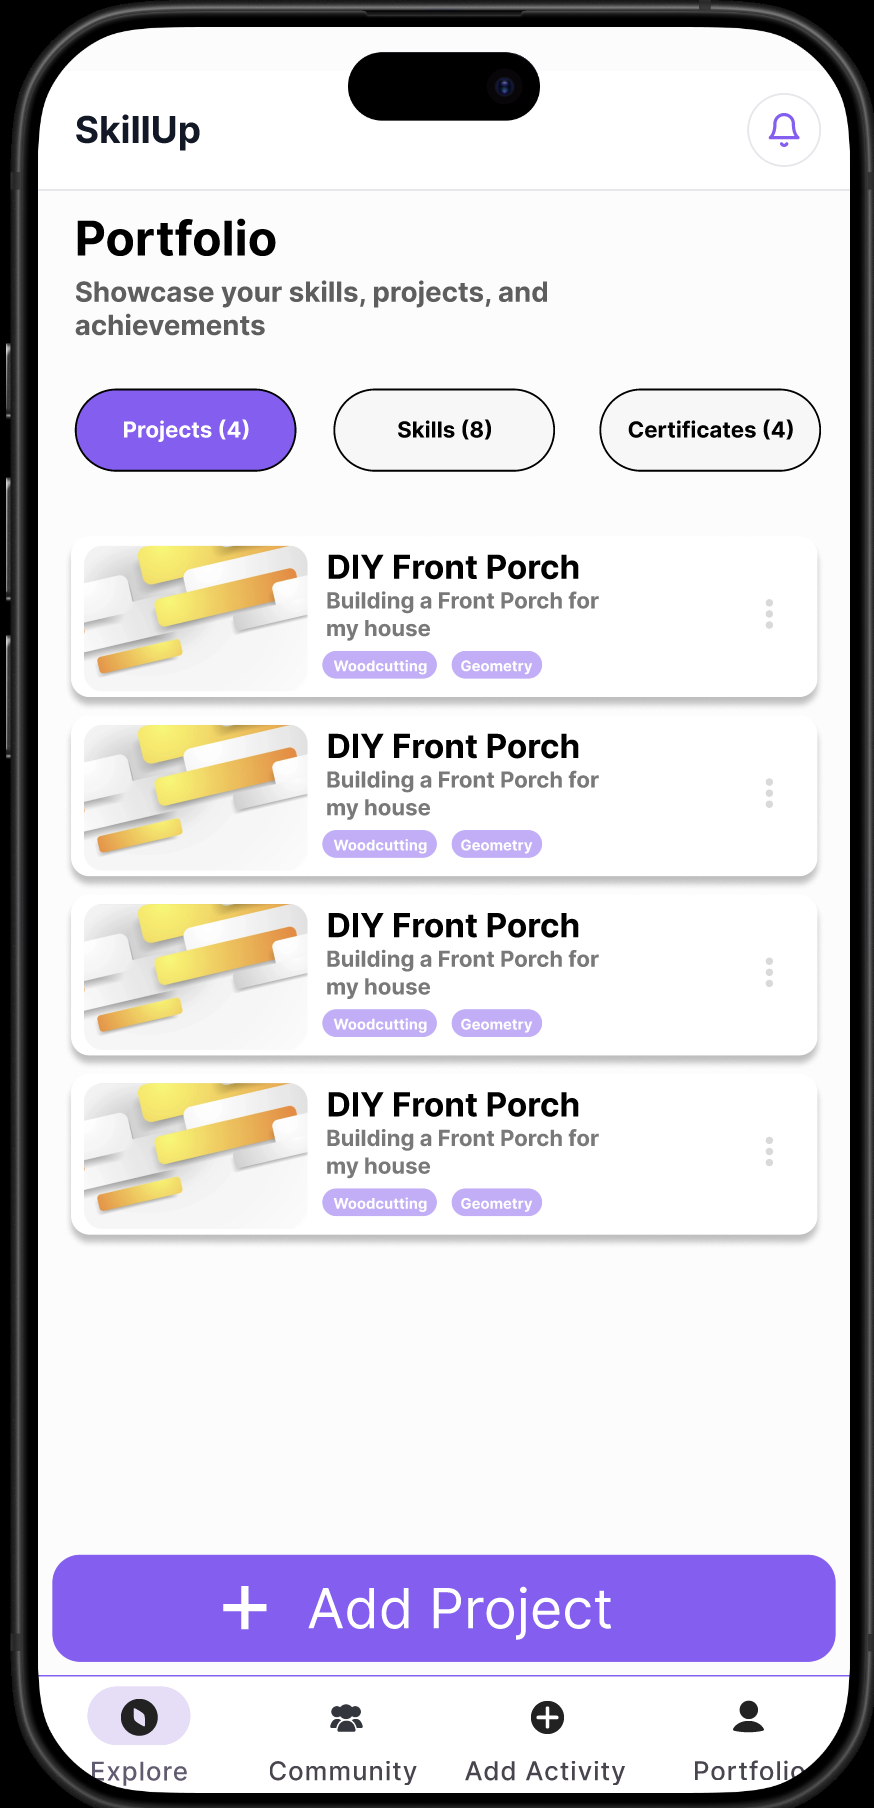 SkillUp
Portfolio
Showcase your skills, projects, and
achievements
Projects (4)
Skills (8)
Certificates (4)
DIY Front Porch
Building a Front Porch for
my house
Woodcutting
Geometry
DIY Front Porch
Building a Front Porch for
my house
Woodcutting
Geometry
DIY Front Porch
Building a Front Porch for
my house
Woodcutting
Geometry
DIY Front Porch
Building a Front Porch for
my house
Woodcutting
Geometry
Add Project
Explore
Community
Add Activity
Portfolio